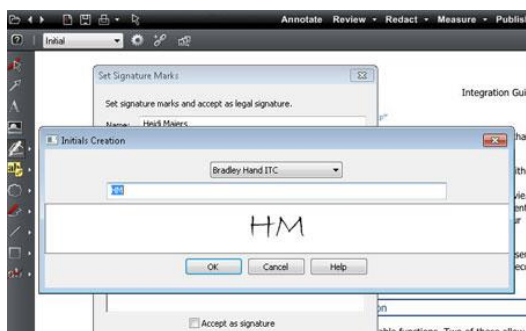 Annotate Review Redact Measure Publish
Initial
Set Signature Marks
Integration Gui
Set signature marks and accept as legal signature.
Name: Heidi Maiers
Initials Creation
Bradley Hand ITC
HM
HM
OK Cancel Help
Accept as signature